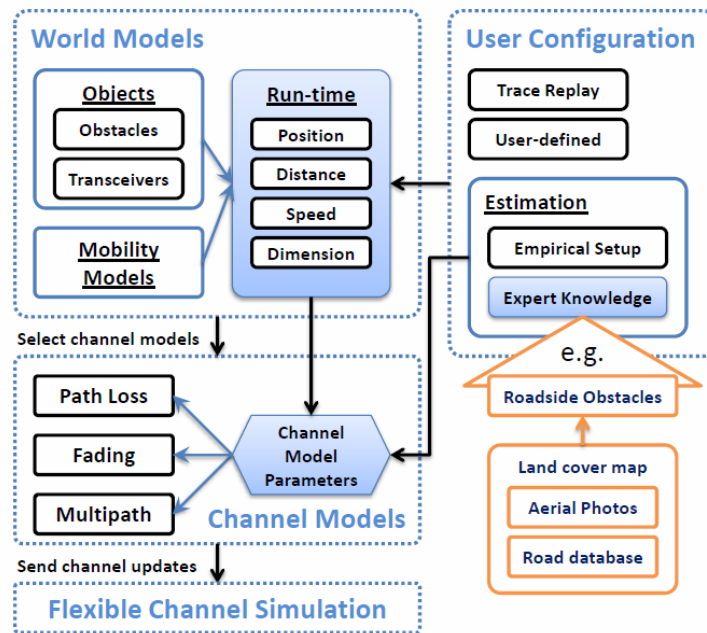 World Models
Objects
Obstacles
Transceivers
Mobility
Models
Run-time
Position
Distance
Speed
Dimension
User Configuration
Trace Replay
User-defined
Estimation
Empirical Setup
Expert Knowledge
e.g.
Roadside Obstacles
Land cover map
Aerial Photos
Road database
Select channel models
Path Loss
Fading
Multipath
Channel
Model
Parameters
Channel Models
Send channel updates
Flexible Channel Simulation